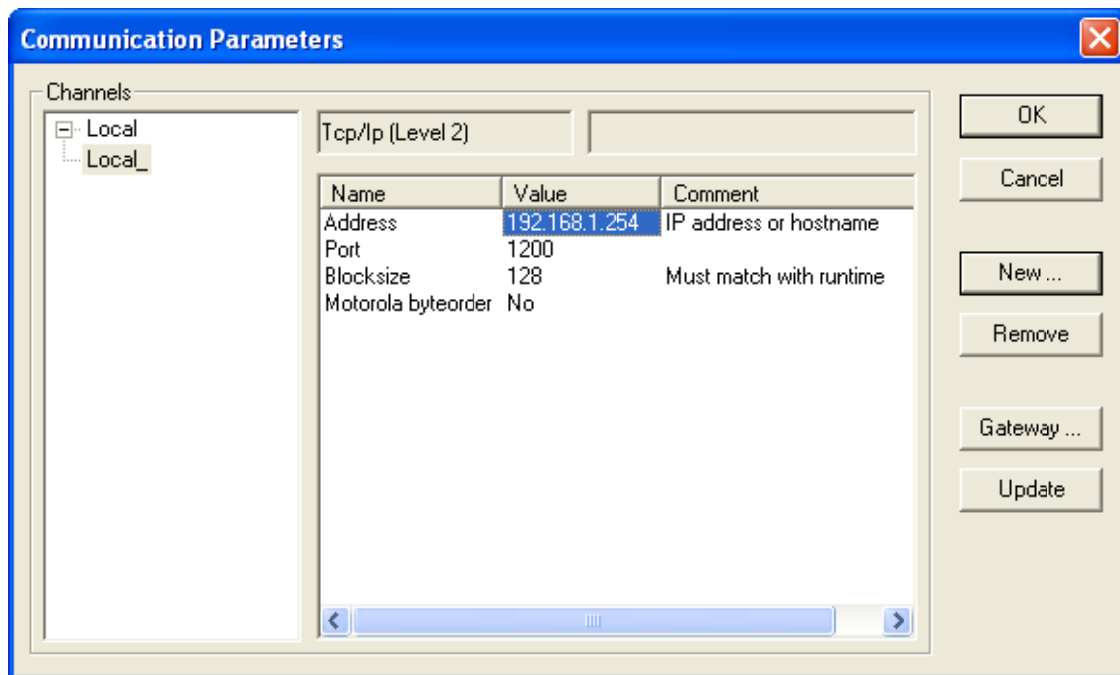 Communication Parameters
Channels
Local
Local_
Tcp/Ip (Level 2)
Name Value Comment
Address 192.168.1.254 IP address or hostname
Port 1200
Blocksize 128 Must match with runtime
Motorola byteorder No
OK
Cancel
New ...
Remove
Gateway ...
Update